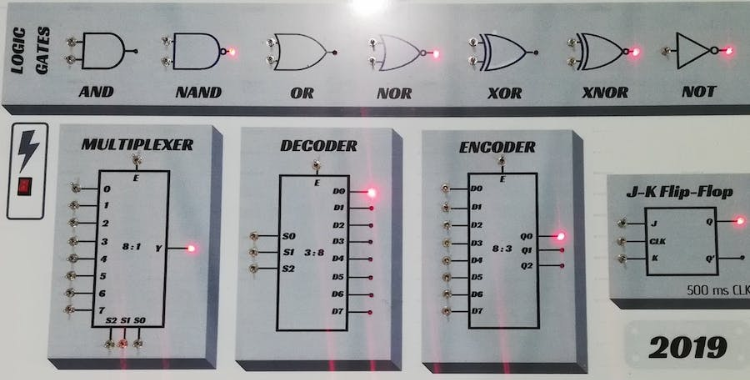 LOGIC
GATES
AND
NAND
OR
NOR
XOR
XNOR
NOT
MULTIPLEXER
E
0
1
2
3
4
5
6
7
8:1
Y
S2 S1 S0
DECODER
E
S0
S1
S2
3:8
D0
D1
D2
D3
D4
D5
D6
D7
ENCODER
E
D0
D1
D2
D3
D4
D5
D6
D7
8:3
Q0
Q1
Q2
J-K Flip-Flop
J
CLK
K
Q
Q'
500 ms CLK
2019